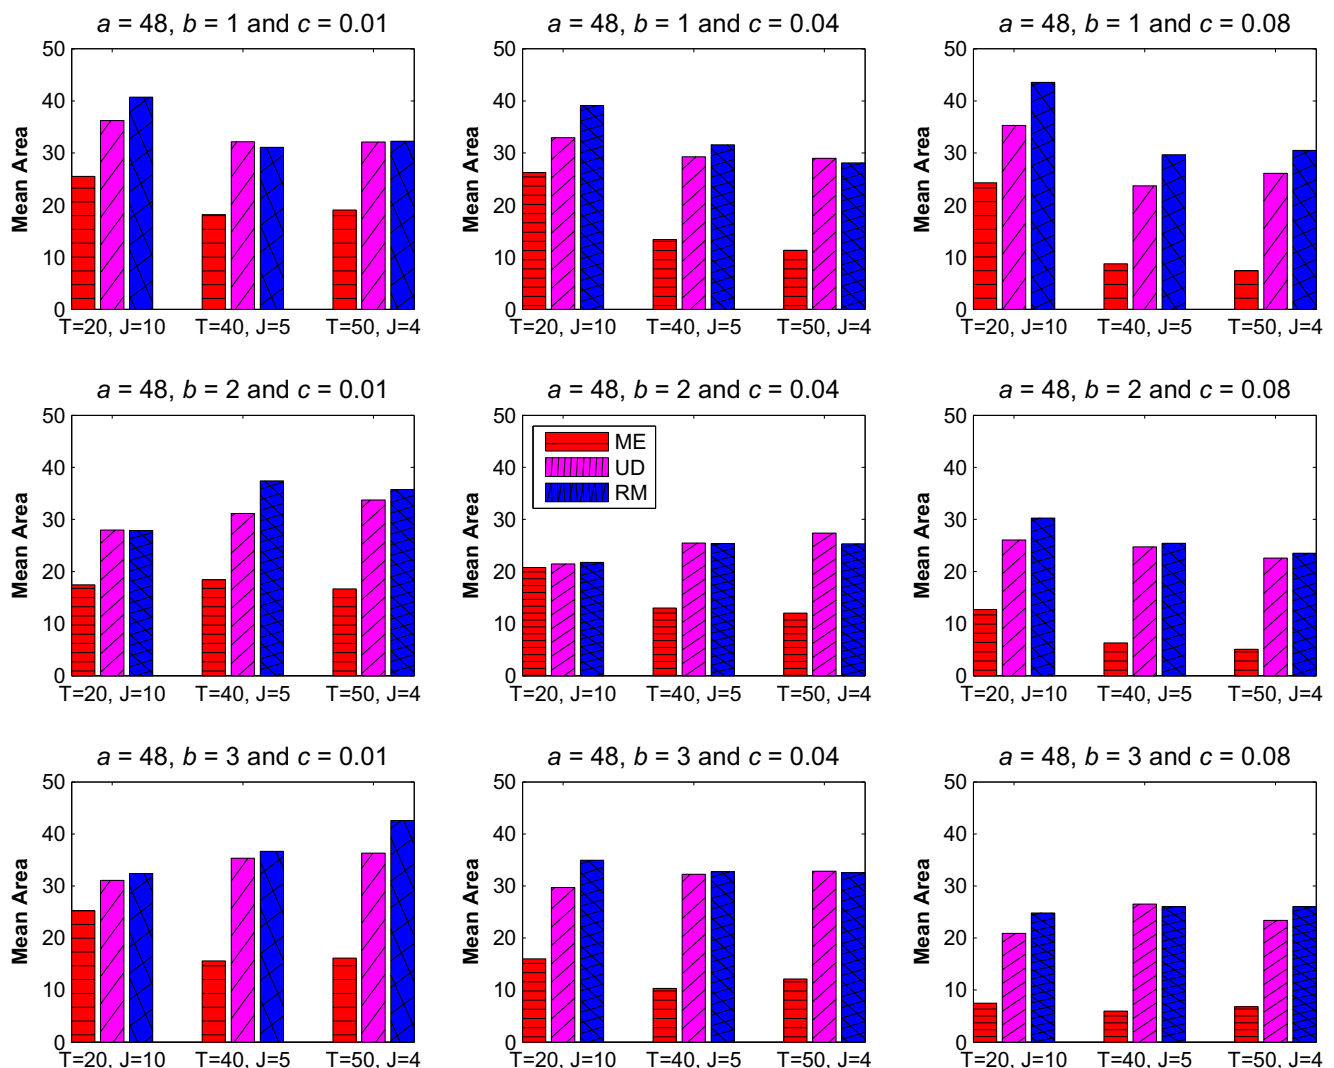 a = 48, b = 1 and c = 0.01
50
40
30
20
10
0
Mean Area
T=20, J=10 T=40, J=5 T=50, J=4
a = 48, b = 1 and c = 0.04
50
40
30
20
10
0
Mean Area
T=20, J=10 T=40, J=5 T=50, J=4
a = 48, b = 1 and c = 0.08
50
40
30
20
10
0
Mean Area
T=20, J=10 T=40, J=5 T=50, J=4
a = 48, b = 2 and c = 0.01
50
40
30
20
10
0
Mean Area
T=20, J=10 T=40, J=5 T=50, J=4
a = 48, b = 2 and c = 0.04
50
40
30
20
10
0
Mean Area
ME
UD
RM
T=20, J=10 T=40, J=5 T=50, J=4
a = 48, b = 2 and c = 0.08
50
40
30
20
10
0
Mean Area
T=20, J=10 T=40, J=5 T=50, J=4
a = 48, b = 3 and c = 0.01
50
40
30
20
10
0
Mean Area
T=20, J=10 T=40, J=5 T=50, J=4
a = 48, b = 3 and c = 0.04
50
40
30
20
10
0
Mean Area
T=20, J=10 T=40, J=5 T=50, J=4
a = 48, b = 3 and c = 0.08
50
40
30
20
10
0
Mean Area
T=20, J=10 T=40, J=5 T=50, J=4